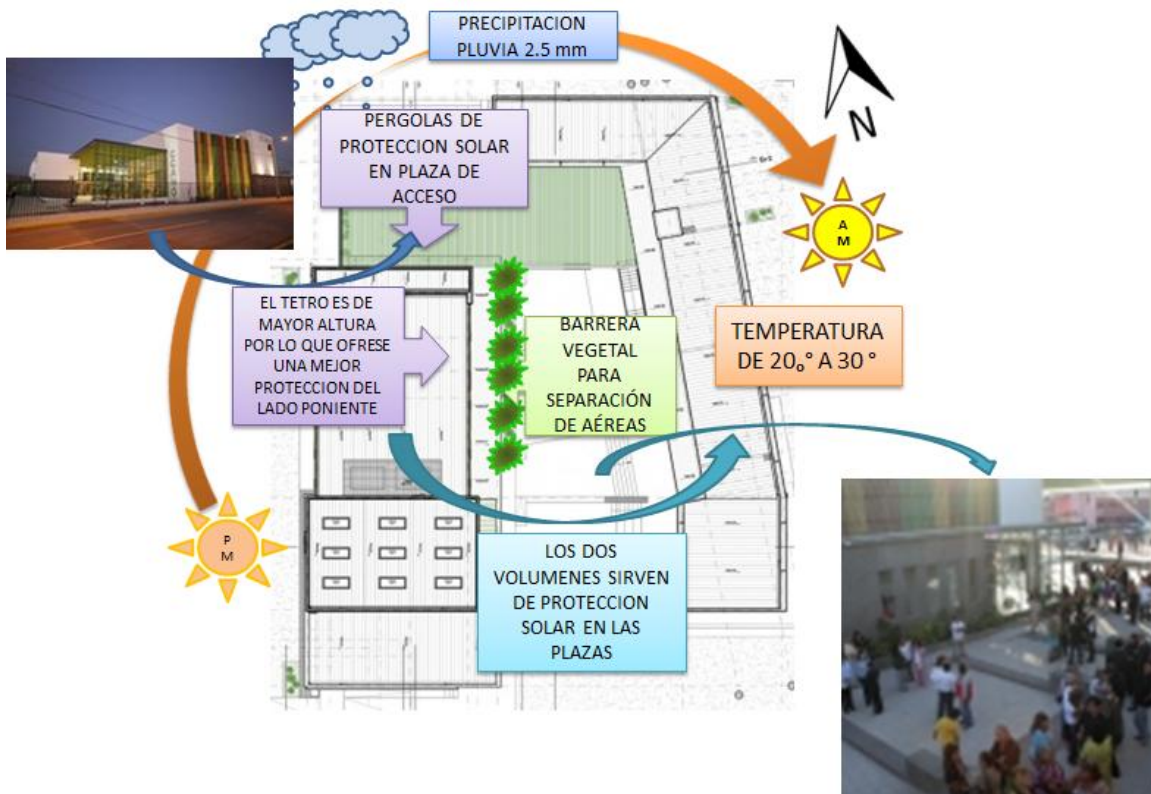 PRECIPITACION
PLUVIA 2.5 mm
N
PERGOLAS DE
PROTECCION SOLAR
EN PLAZA DE
ACCESO
A
M
EL TETRO ES DE
MAYOR ALTURA
POR LO QUE OFRESE
UNA MEJOR
PROTECCION DEL
LADO PONIENTE
BARRERA
VEGETAL
PARA
SEPARACIÓN
DE AÉREAS
TEMPERATURA
DE 20₀° A 30 °
P
M
LOS DOS
VOLUMENES SIRVEN
DE PROTECCION
SOLAR EN LAS
PLAZAS